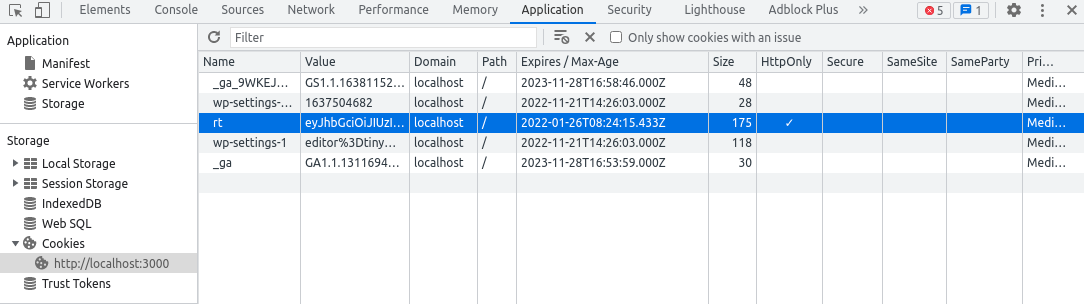 Elements Console Sources Network Performance Memory Application Security Lighthouse Adblock Plus 5 1
Application
Manifest
Service Workers
Storage
Storage
Local Storage
Session Storage
IndexedDB
Web SQL
Cookies
http://localhost:3000
Trust Tokens
Filter Only show cookies with an issue
Name Value Domain Path Expires / Max-Age Size HttpOnly Secure SameSite SameParty Pri…
_ga_9WKEJ… GS1.1.16381152… localhost / 2023-11-28T16:58:46.000Z 48 Medi…
wp-settings-… 1637504682 localhost / 2022-11-21T14:26:03.000Z 28 Medi…
rt eyJhbGciOiJIUzI… localhost / 2022-01-26T08:24:15.433Z 175 ✓ Medi…
wp-settings-1 editor%3Dtiny… localhost / 2022-11-21T14:26:03.000Z 118 Medi…
_ga GA1.1.1311694… localhost / 2023-11-28T16:53:59.000Z 30 Medi…